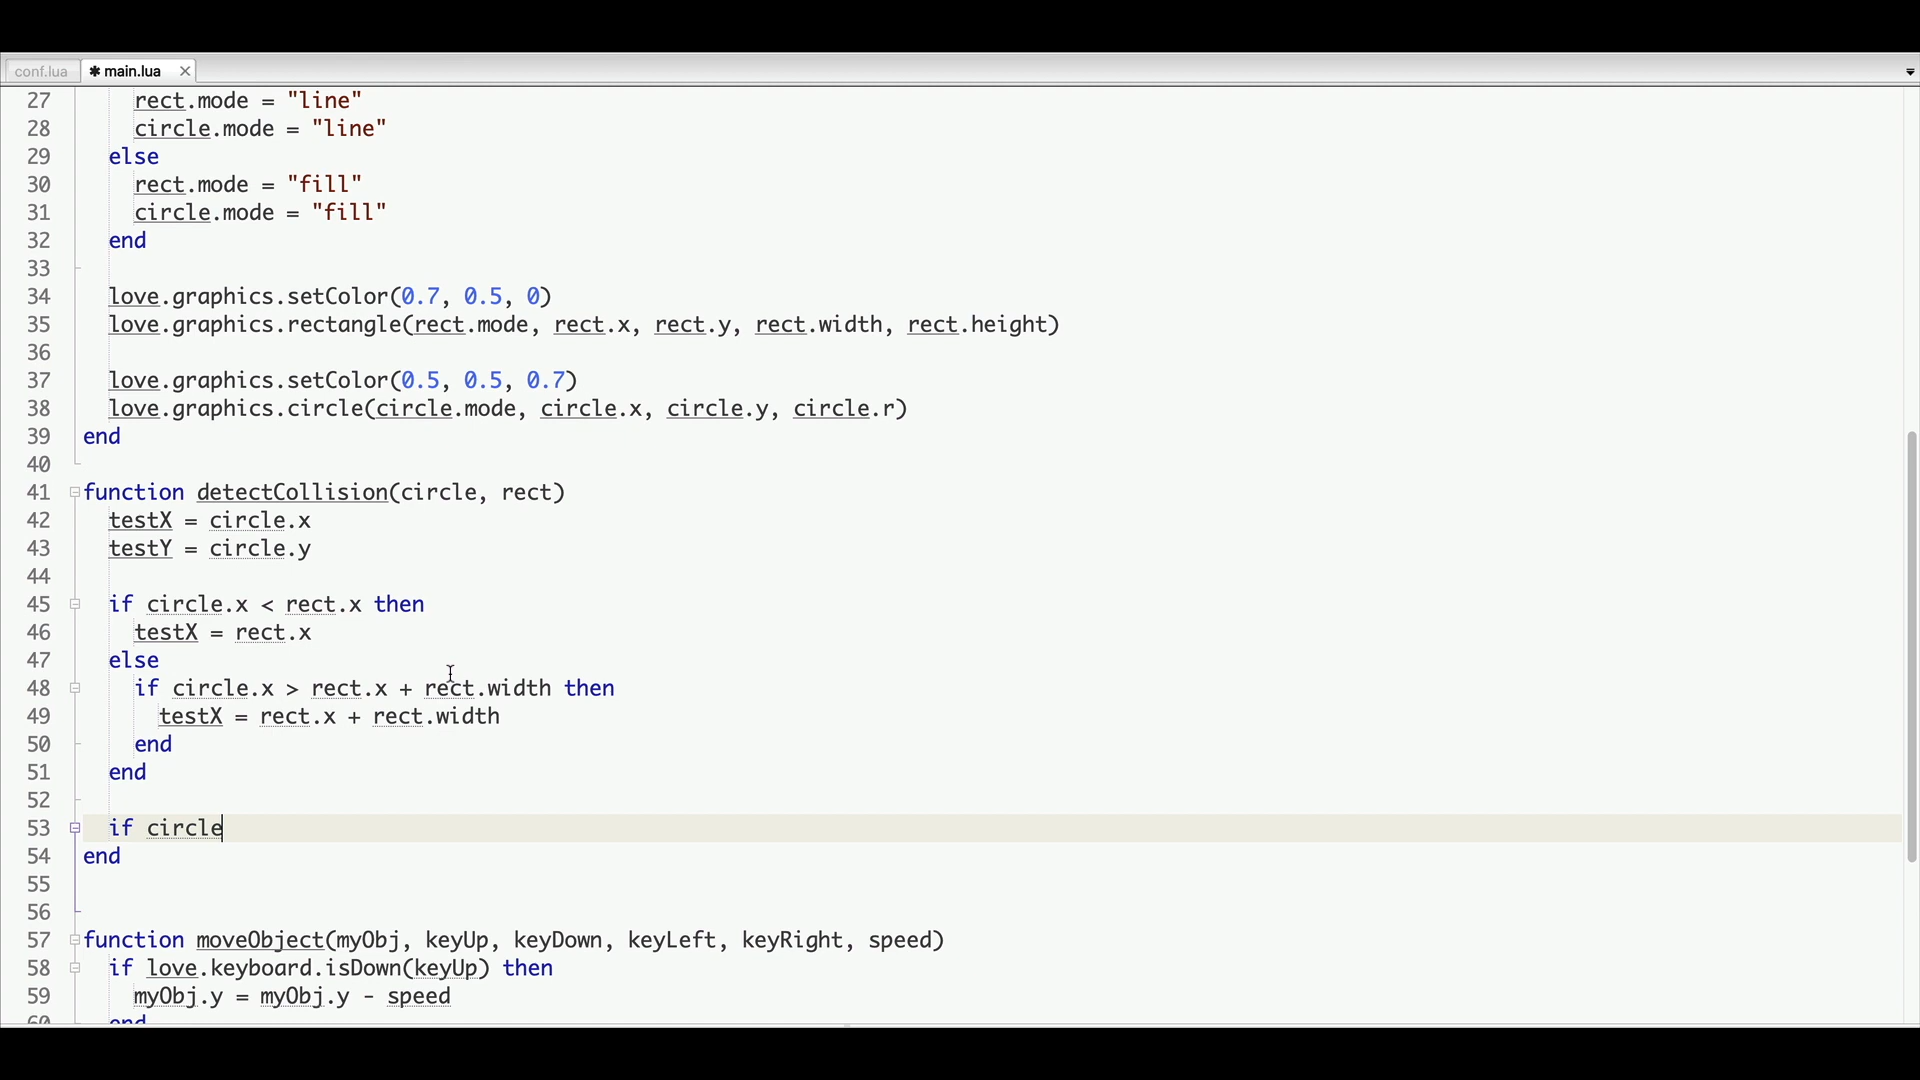 conf.lua ✱ main.lua ✕
27 rect.mode = "line"
28 circle.mode = "line"
29 else
30 rect.mode = "fill"
31 circle.mode = "fill"
32 end
33
34 love.graphics.setColor(0.7, 0.5, 0)
35 love.graphics.rectangle(rect.mode, rect.x, rect.y, rect.width, rect.height)
36
37 love.graphics.setColor(0.5, 0.5, 0.7)
38 love.graphics.circle(circle.mode, circle.x, circle.y, circle.r)
39 end
40
41 function detectCollision(circle, rect)
42 testX = circle.x
43 testY = circle.y
44
45 if circle.x < rect.x then
46 testX = rect.x
47 else
48 if circle.x > rect.x + rect.width then
49 testX = rect.x + rect.width
50 end
51 end
52
53 if circle
54 end
55
56
57 function moveObject(myObj, keyUp, keyDown, keyLeft, keyRight, speed)
58 if love.keyboard.isDown(keyUp) then
59 myObj.y = myObj.y - speed
60 end